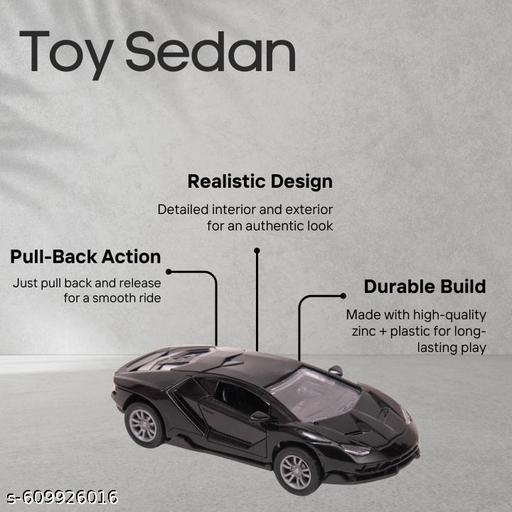 Toy Sedan
Realistic Design
Detailed interior and exterior
for an authentic look
Pull-Back Action
Just pull back and release
for a smooth ride
Durable Build
Made with high-quality
zinc + plastic for long-
lasting play
s-609926016